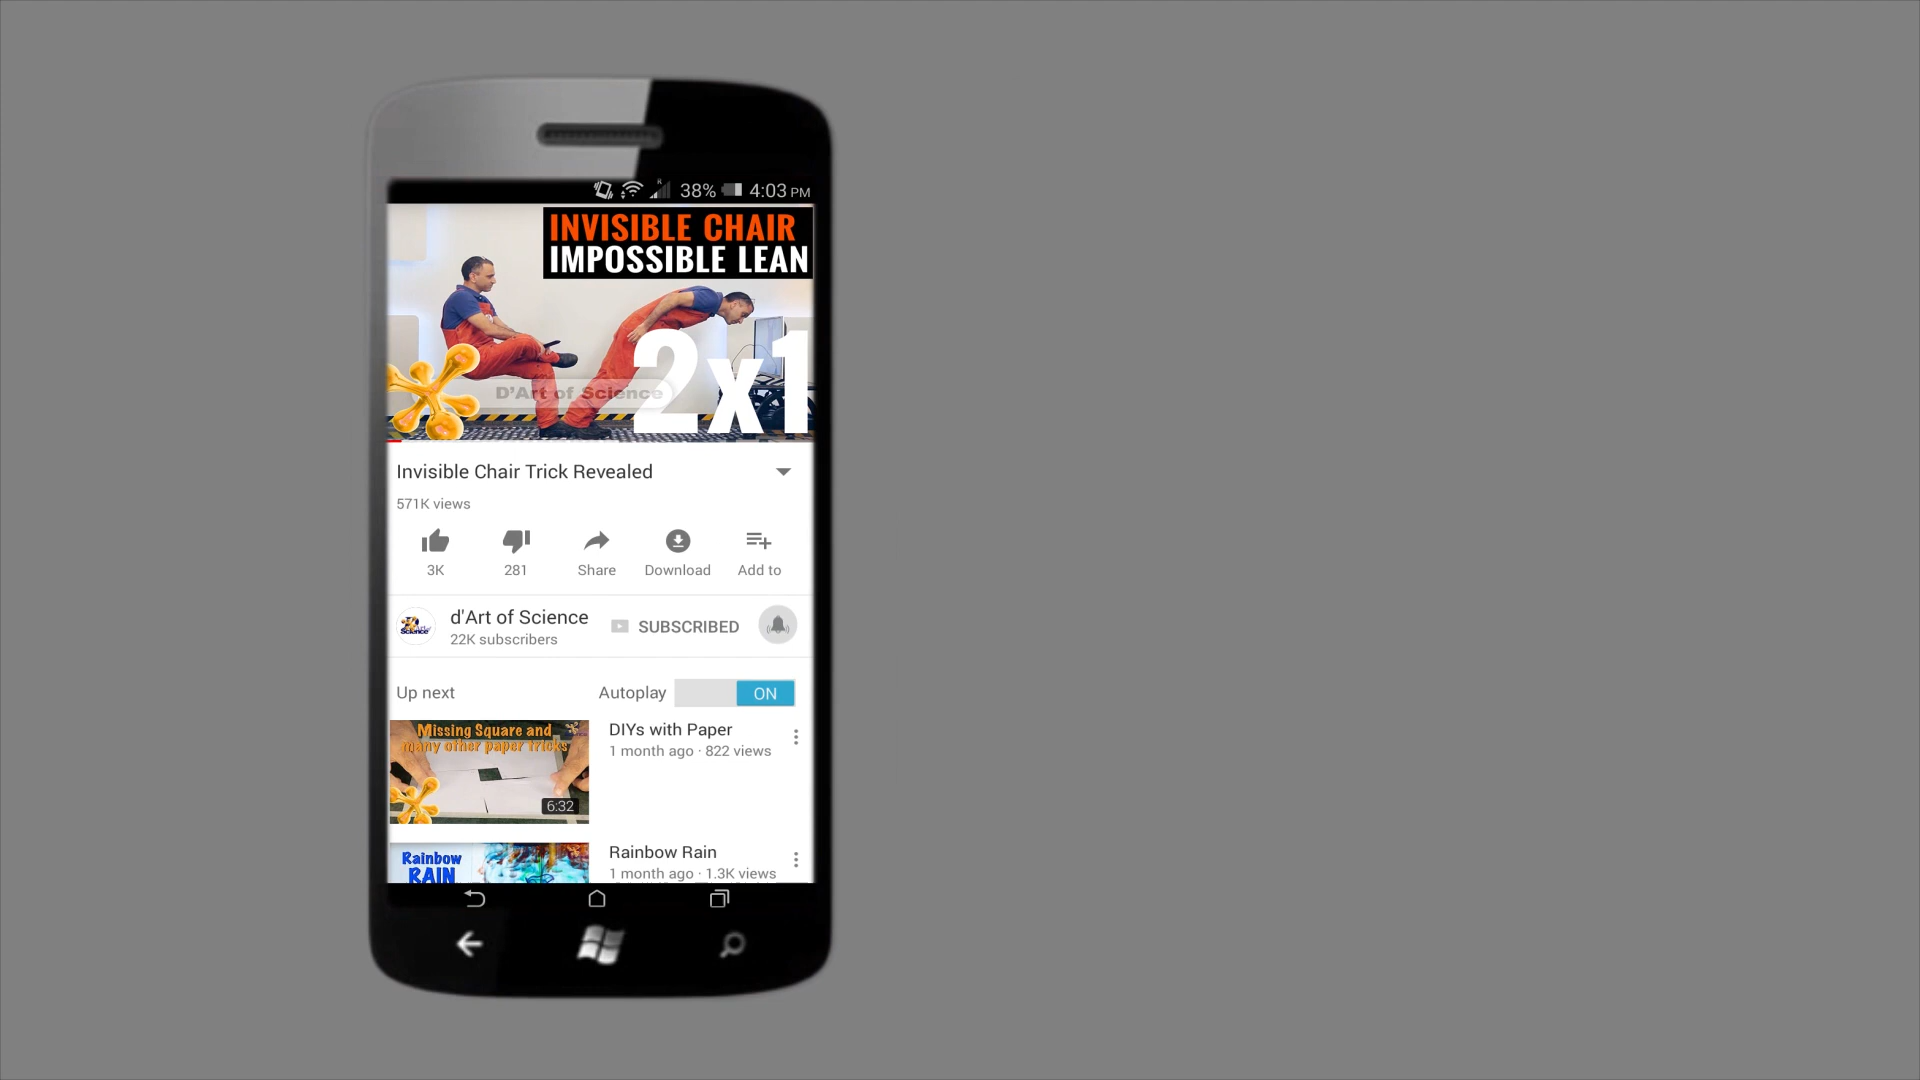 38% 4:03 PM
INVISIBLE CHAIR
IMPOSSIBLE LEAN
2x1
D'Art of Science
Invisible Chair Trick Revealed
571K views
3K 281 Share Download Add to
d'Art of Science
22K subscribers
SUBSCRIBED
Science
Up next Autoplay ON
Missing Square and
many other paper tricks
6:32
DIYs with Paper
1 month ago · 822 views
Rainbow
RAIN
Rainbow Rain
1 month ago · 1.3K views